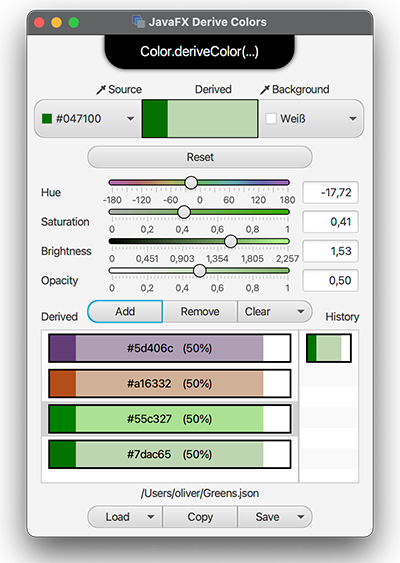 JavaFX Derive Colors
Color.deriveColor(...)
Source Derived Background
#047100 Weiß
Reset
Hue -17,72
-180 -120 -60 0 60 120 180
Saturation 0,41
0 0,2 0,4 0,6 0,8 1
Brightness 1,53
0 0,451 0,903 1,354 1,805 2,257
Opacity 0,50
0 0,2 0,4 0,6 0,8 1
Derived Add Remove Clear History
#5d406c (50%)
#a16332 (50%)
#55c327 (50%)
#7dac65 (50%)
/Users/oliver/Greens.json
Load Copy Save